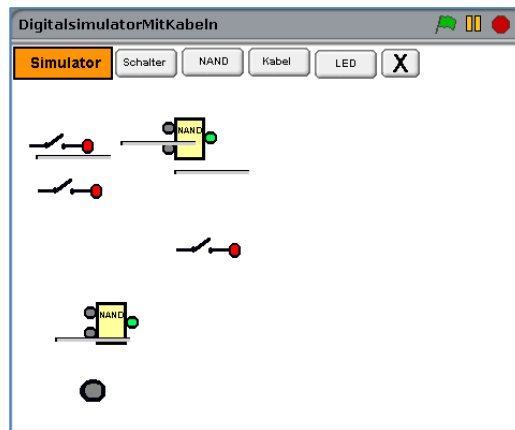 DigitalsimulatorMitKabeln
Simulator Schalter NAND Kabel LED X
NAND
NAND